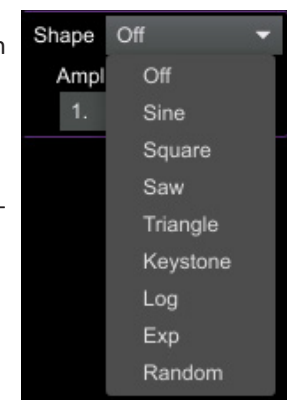 Shape Off
Ampl Off
1. Sine
Square
Saw
Triangle
Keystone
Log
Exp
Random